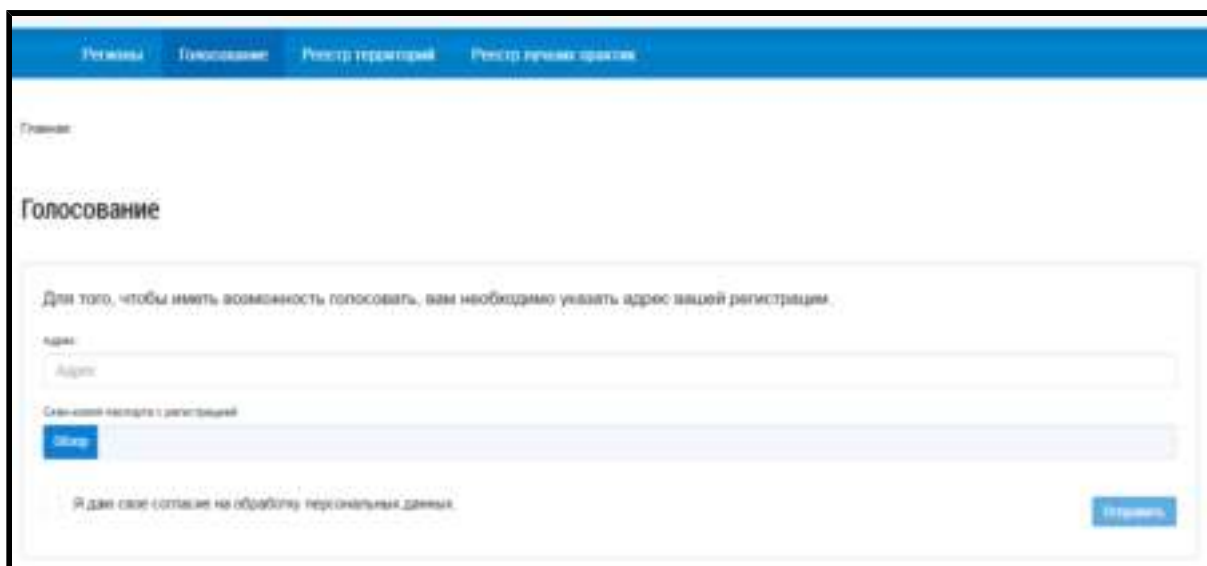 Регионы Голосование Реестр территорий Реестр лучших практик
Главная
Голосование
Для того, чтобы иметь возможность голосовать, вам необходимо указать адрес вашей регистрации.
Адрес
Адрес
Скан-копия паспорта с регистрацией
Обзор
Я даю свое согласие на обработку персональных данных.
Отправить